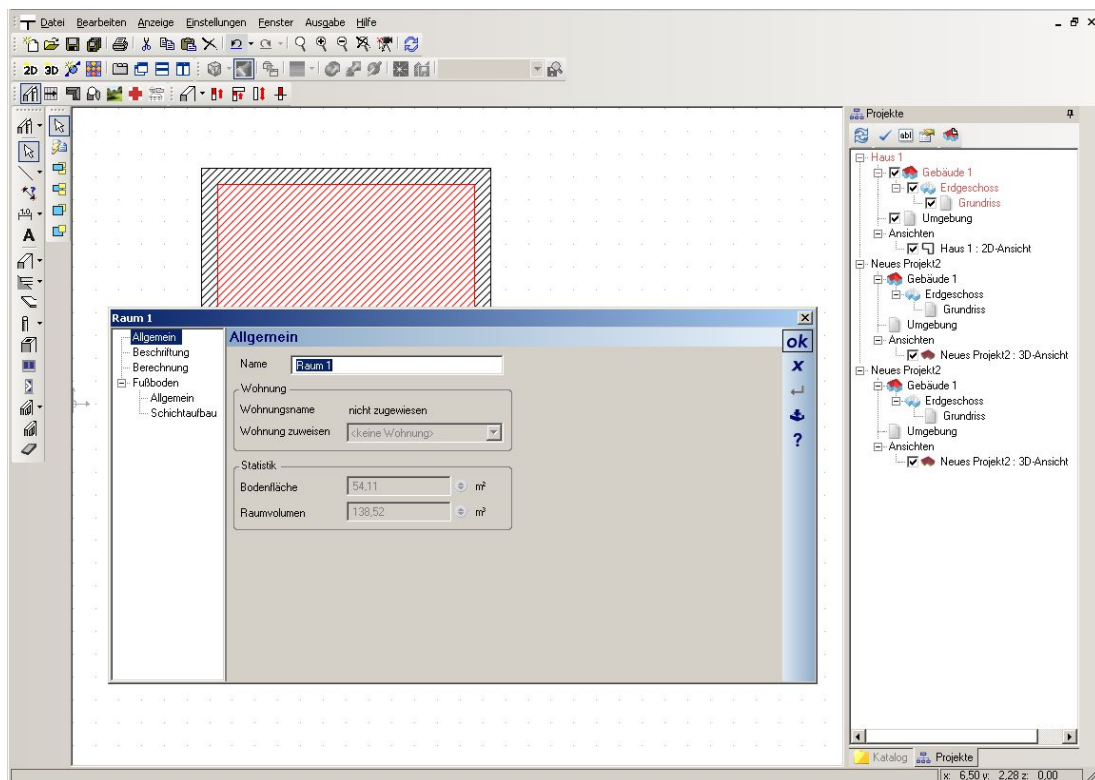 Datei Bearbeiten Anzeige Einstellungen Fenster Ausgabe Hilfe
2D 3D
abl
A
Projekte
Haus 1
Gebäude 1
Erdgeschoss
Grundriss
Umgebung
Ansichten
Haus 1 : 2D-Ansicht
Neues Projekt2
Gebäude 1
Erdgeschoss
Grundriss
Umgebung
Ansichten
Neues Projekt2 : 3D-Ansicht
Neues Projekt2
Gebäude 1
Erdgeschoss
Grundriss
Umgebung
Ansichten
Neues Projekt2 : 3D-Ansicht
Raum 1
Allgemein
Beschriftung
Berechnung
Fußboden
Allgemein
Schichtaufbau
Allgemein
Name Raum 1
Wohnung
Wohnungsname nicht zugewiesen
Wohnung zuweisen <keine Wohnung>
Statistik
Bodenfläche 54,11 m²
Raumvolumen 138,52 m³
ok
x
?
Katalog Projekte
x: 6,50 y: 2,28 z: 0,00